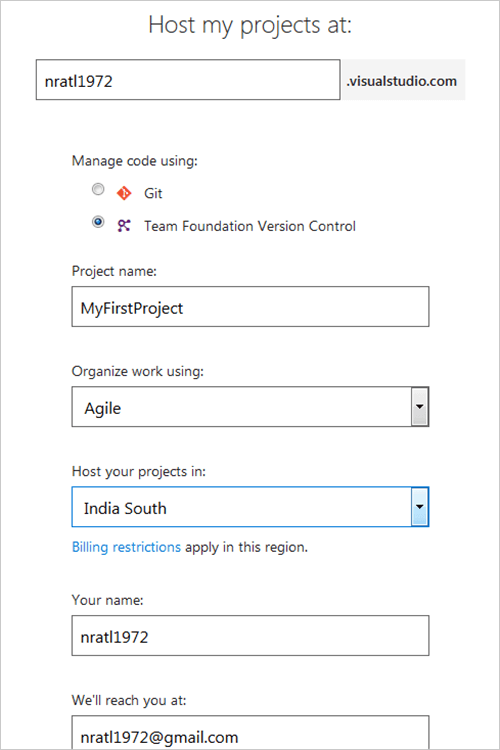 Host my projects at:
nratl1972 .visualstudio.com
Manage code using:
Git
Team Foundation Version Control
Project name:
MyFirstProject
Organize work using:
Agile
Host your projects in:
India South
Billing restrictions apply in this region.
Your name:
nratl1972
We'll reach you at:
nratl1972@gmail.com